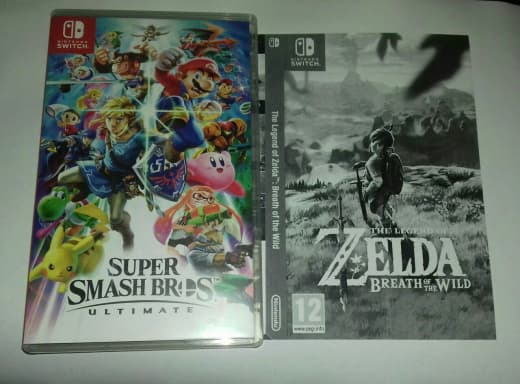 NINTENDO
SWITCH
SUPER
SMASH BROS.
ULTIMATE
The Legend of Zelda™: Breath of the Wild
Nintendo
NINTENDO
SWITCH
THE LEGEND OF
ZELDA
BREATH OF THE WILD
12
www.pegi.info